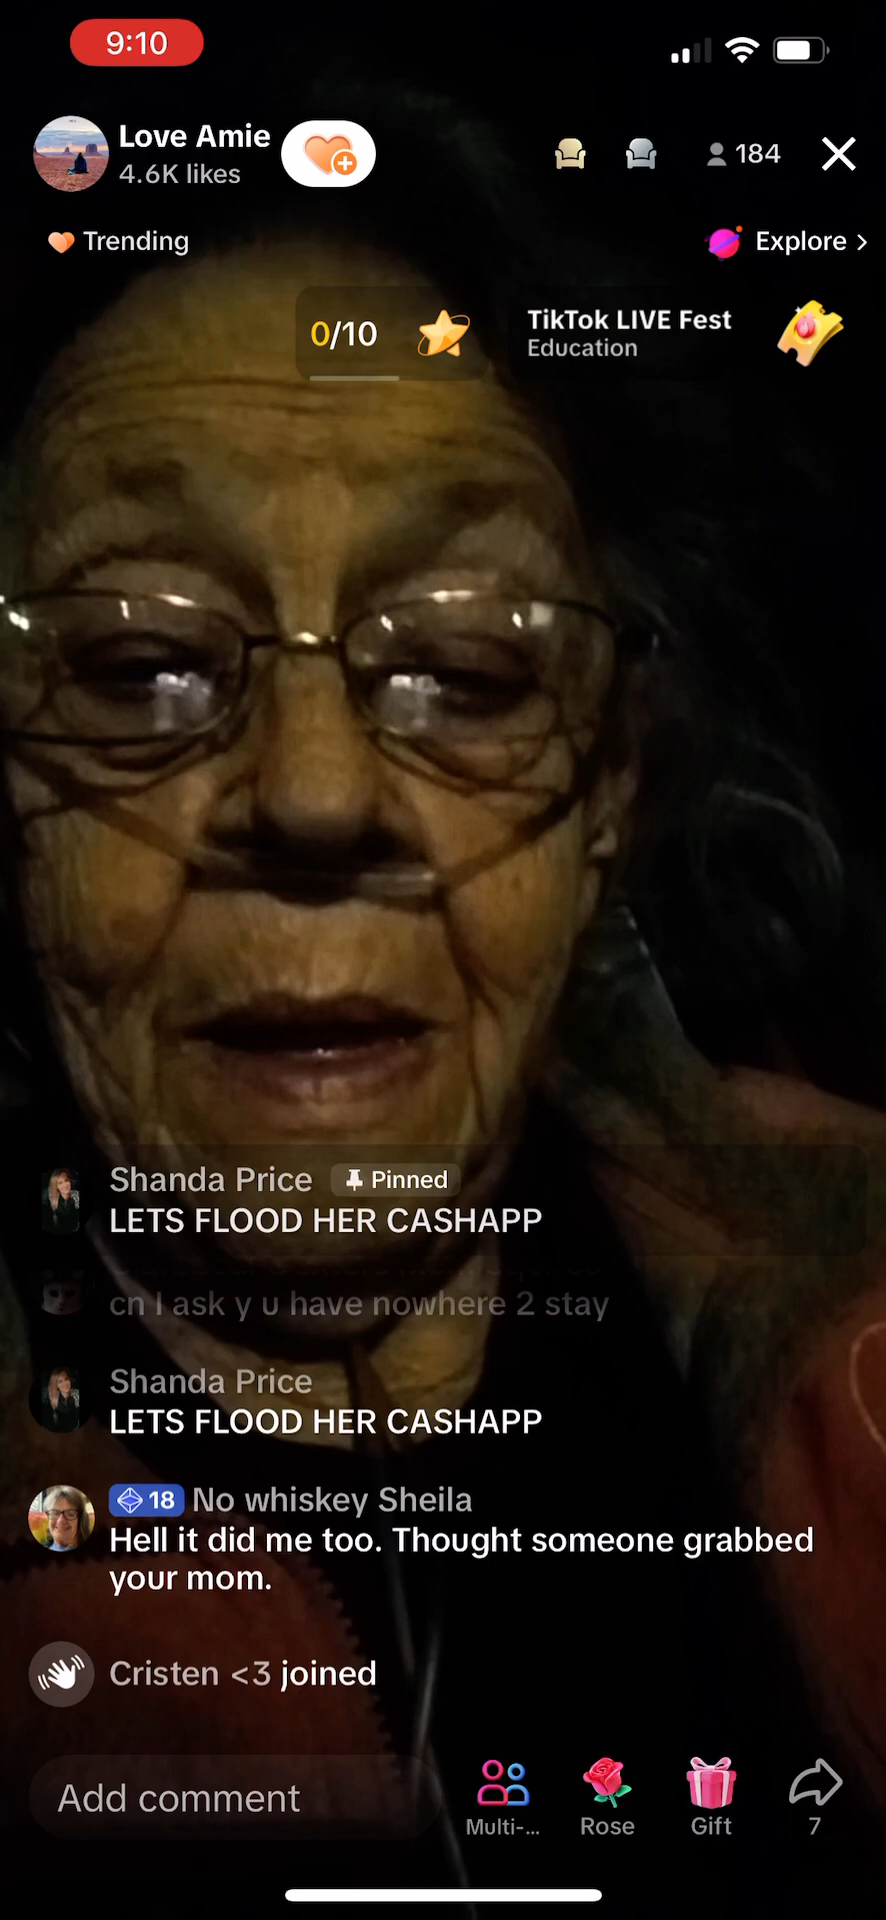 9:10
Love Amie
4.6K likes
184
Trending
Explore >
0/10
TikTok LIVE Fest
Education
Shanda Price Pinned
LETS FLOOD HER CASHAPP
cn I ask y u have nowhere 2 stay
Shanda Price
LETS FLOOD HER CASHAPP
18 No whiskey Sheila
Hell it did me too. Thought someone grabbed
your mom.
Cristen <3 joined
Add comment
Multi-...
Rose
Gift
7